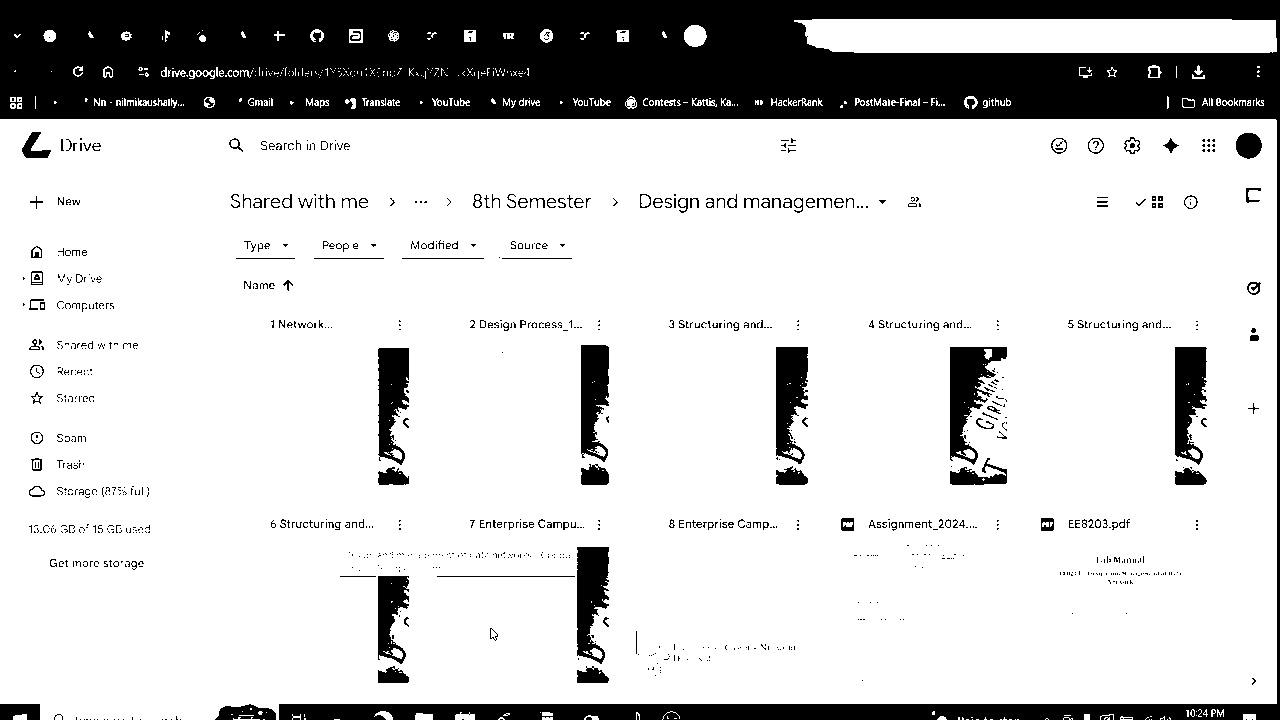 drive.google.com/drive/folders/
Nn - nilmikaushally... Gmail Maps Translate YouTube My drive YouTube Contests – Kattis, Ka... HackerRank PostMate-Final – Fi... github All Bookmarks
Drive Search in Drive
New
Shared with me > ... > 8th Semester > Design and managemen...
Type People Modified Source
Home
My Drive
Computers
Shared with me
Recent
Starred
Spam
Trash
Storage (87% full)
13.06 GB of 15 GB used
Get more storage
Name
1 Network... 2 Design Process_1... 3 Structuring and... 4 Structuring and... 5 Structuring and...
GIRLS
6 Structuring and... 7 Enterprise Campu... 8 Enterprise Camp... Assignment_2024.... EE8203.pdf
Lab Manual
10:24 PM